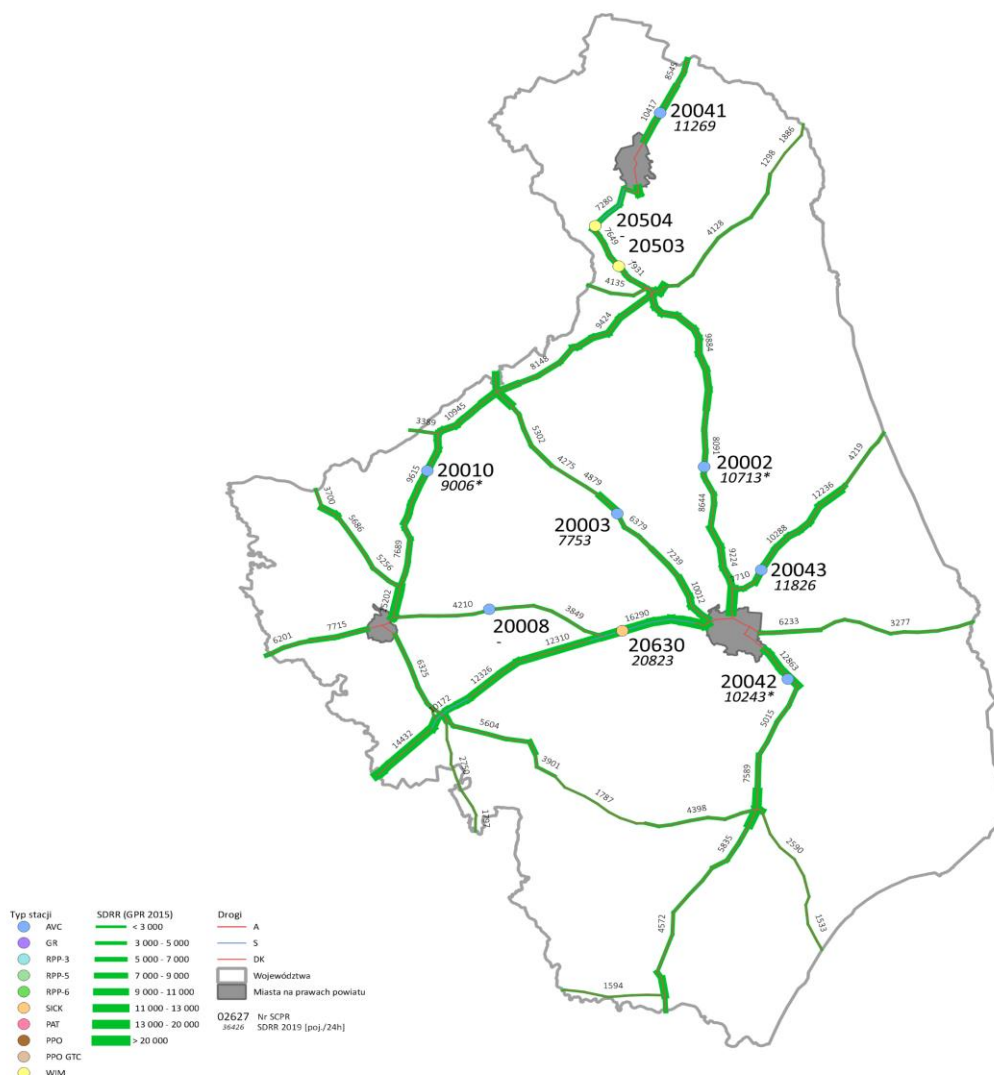 8545
10417
20041
11269
1886
1298
4128
7280
20504
-
7649
20503
7931
4135
9424
9884
8148
10945
3389
5302
4275
4879
8091
20002
10713*
8644
4219
12236
10288
20010
9006*
9615
20003
7753
6379
7239
9224
20043
11826
3700
5686
5256
7689
10012
4210
3849
16290
20008
-
12310
20630
20823
6233
3277
7715
6201
6325
12326
12863
20042
10243*
5015
10172
14432
5604
3901
2750
1787
4398
7589
5835
2590
1533
4572
1594
Typ stacji
AVC
GR
RPP-3
RPP-5
RPP-6
SICK
PAT
PPO
PPO GTC
WIM
SDRR (GPR 2015)
< 3 000
3 000 - 5 000
5 000 - 7 000
7 000 - 9 000
9 000 - 11 000
11 000 - 13 000
13 000 - 20 000
> 20 000
Drogi
A
S
DK
Województwa
Miasta na prawach powiatu
02627 Nr SCPR
36426 SDRR 2019 [poj./24h]